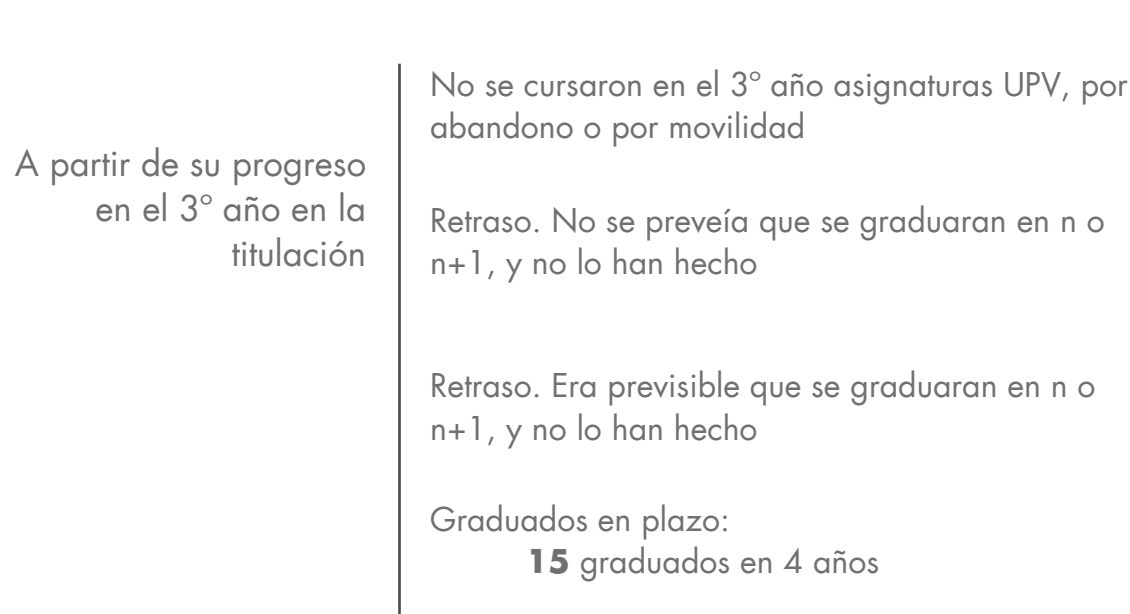 A partir de su progreso
en el 3º año en la
titulación
No se cursaron en el 3º año asignaturas UPV, por
abandono o por movilidad
Retraso. No se preveía que se graduaran en n o
n+1, y no lo han hecho
Retraso. Era previsible que se graduaran en n o
n+1, y no lo han hecho
Graduados en plazo:
15 graduados en 4 años